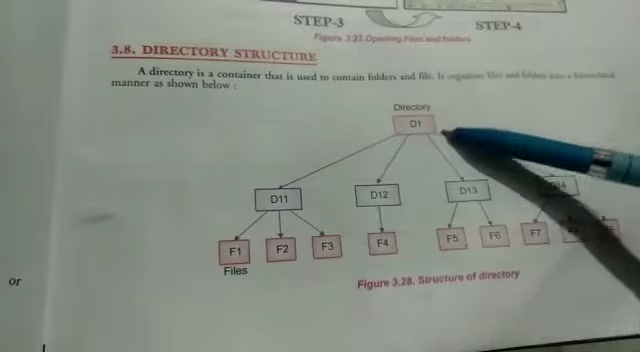 STEP-3
STEP-4
Figure 3.27. Opening Files and folders
3.8. DIRECTORY STRUCTURE
A directory is a container that is used to contain folders and file. It organises files and folders into a hierarchical
manner as shown below :
Directory
D1
D11
D12
D13
F1
F2
F3
F4
F5
F6
F7
Files
or
Figure 3.28. Structure of directory